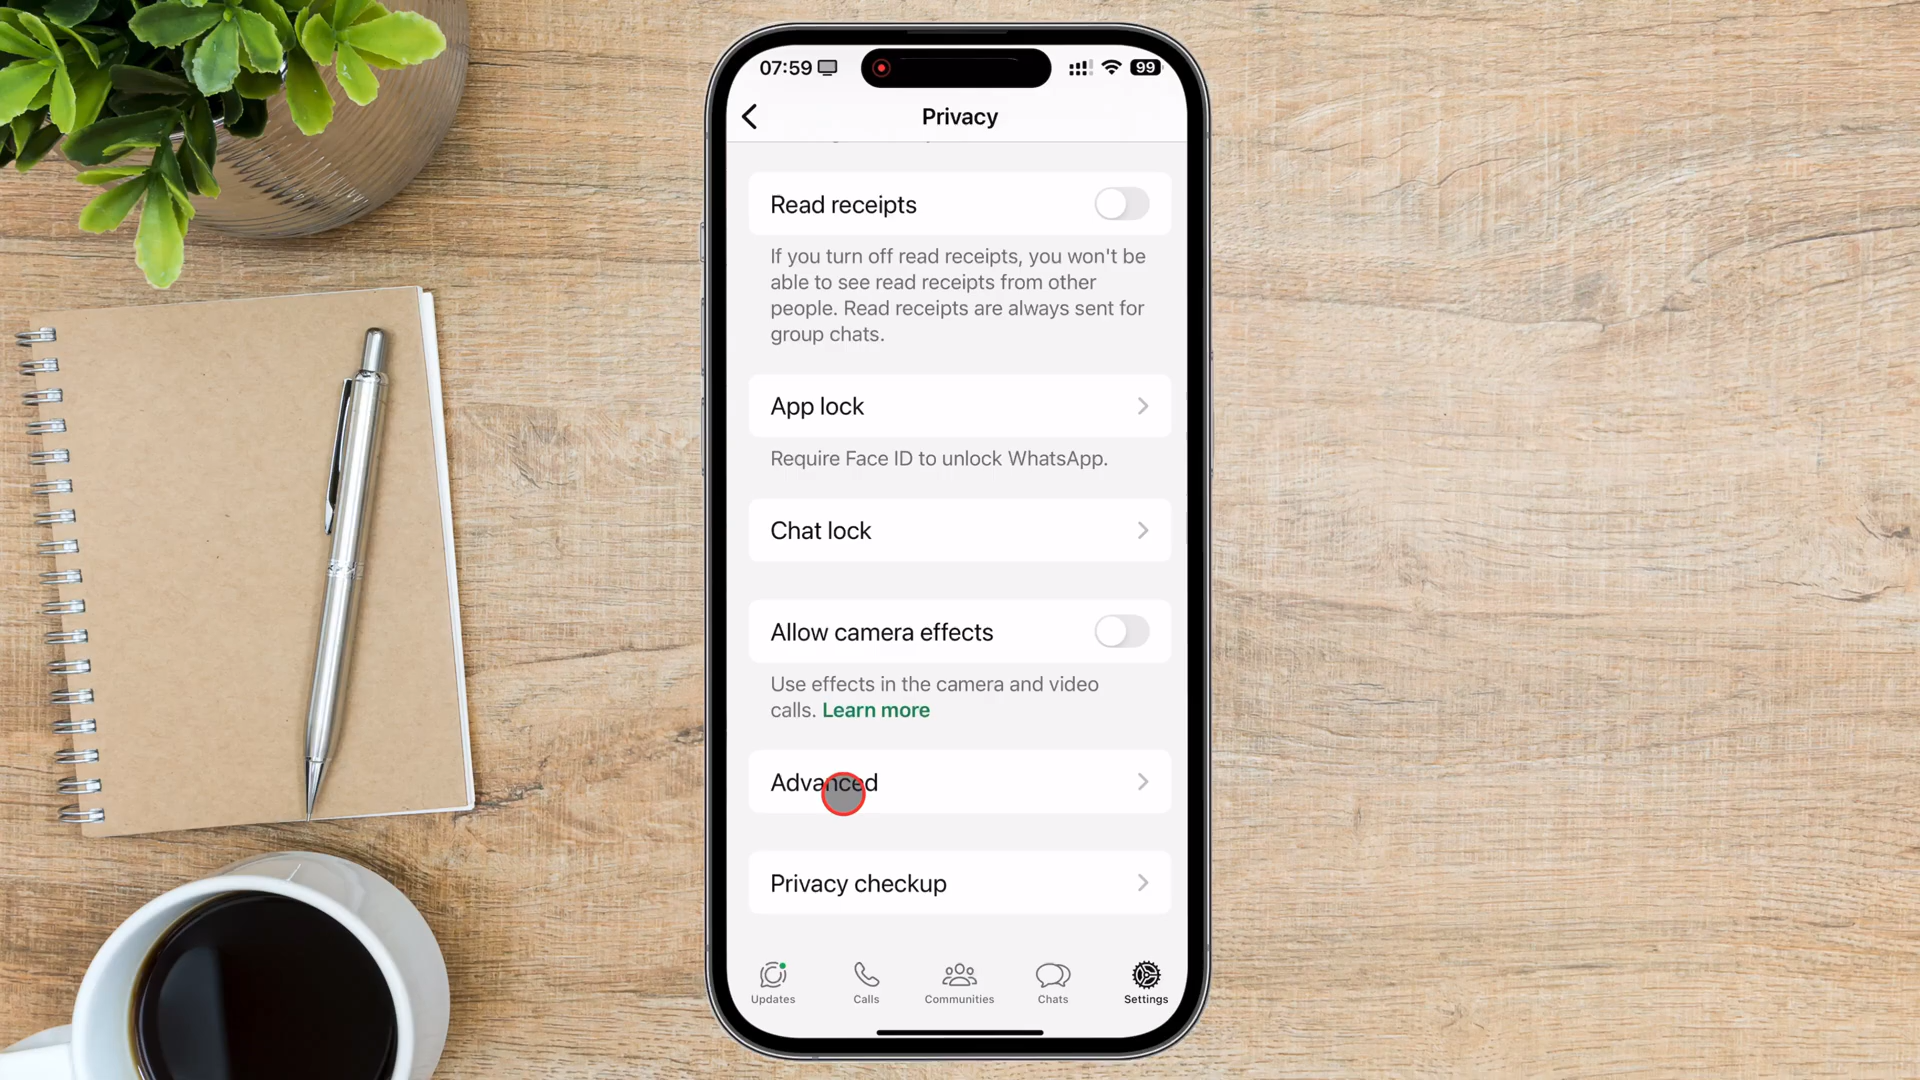 07:59
99
Privacy
Read receipts
If you turn off read receipts, you won't be
able to see read receipts from other
people. Read receipts are always sent for
group chats.
App lock
Require Face ID to unlock WhatsApp.
Chat lock
Allow camera effects
Use effects in the camera and video
calls. Learn more
Advanced
Privacy checkup
Updates
Calls
Communities
Chats
Settings